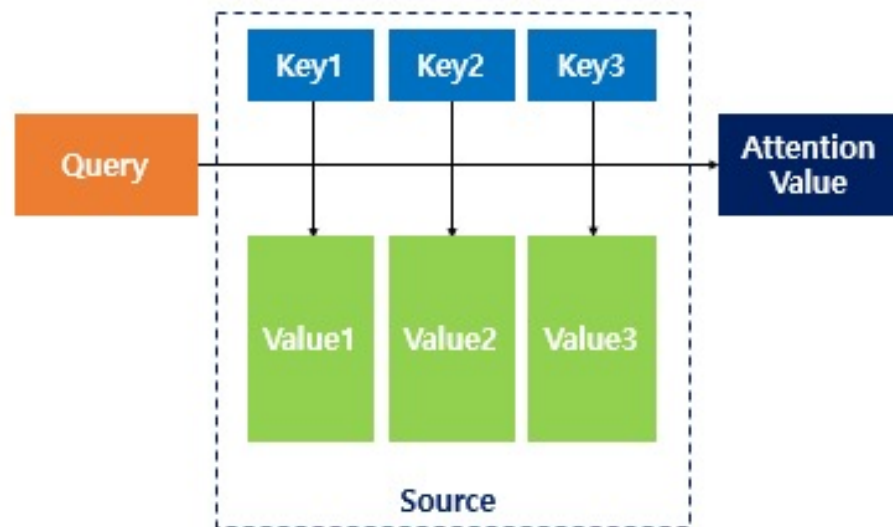 Key1 Key2 Key3
Query
Attention
Value
Value1 Value2 Value3
Source